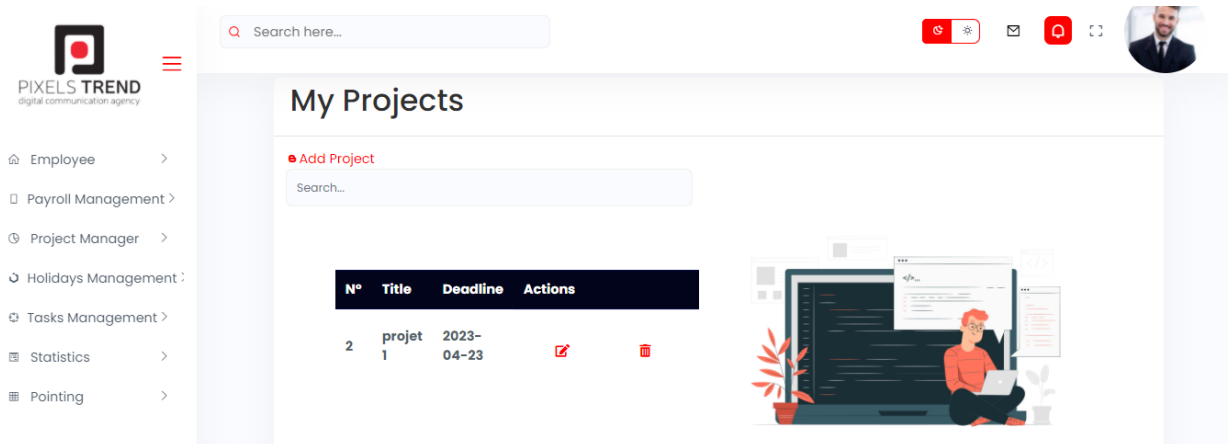 PIXELS TREND
digital communication agency
Search here...
My Projects
Employee
Payroll Management
Project Manager
Holidays Management
Tasks Management
Statistics
Pointing
Add Project
Search...
N° Title Deadline Actions
2 projet 2023-
1 04-23
</>...
</>